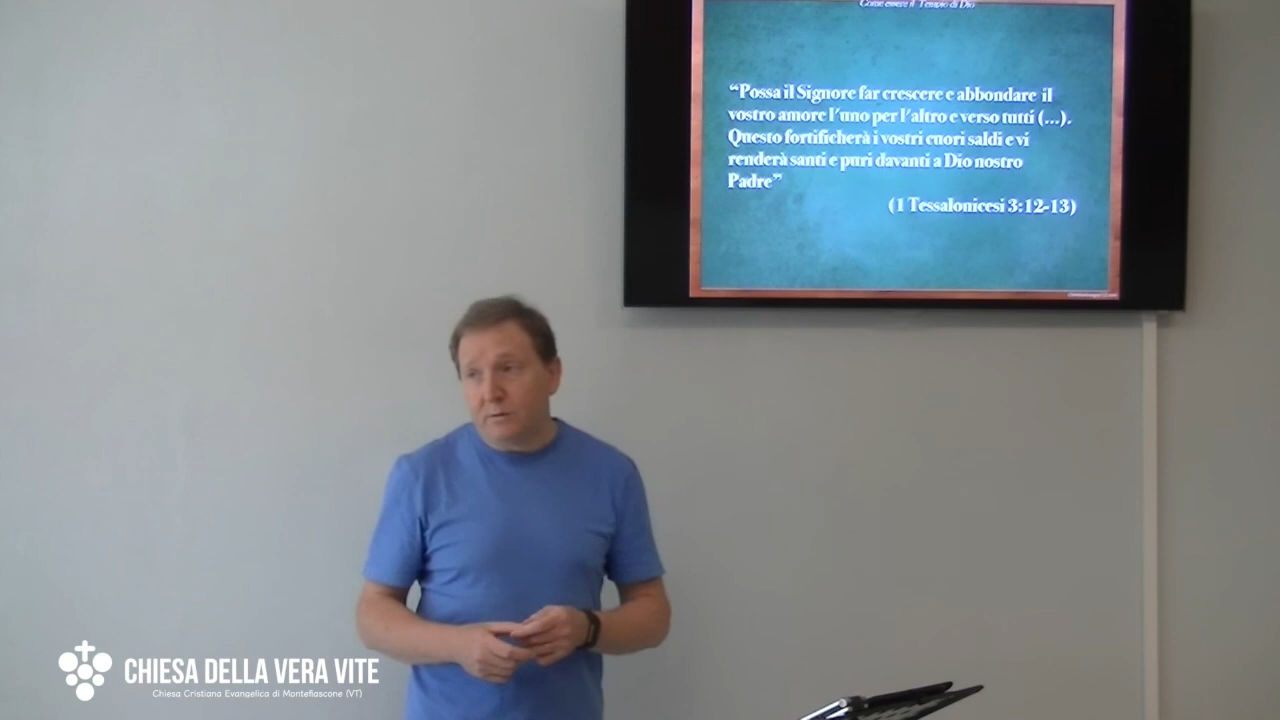 Come essere il Tempio di Dio
“Possa il Signore far crescere e abbondare il
vostro amore l'uno per l'altro e verso tutti (...).
Questo fortificherà i vostri cuori saldi e vi
renderà santi e puri davanti a Dio nostro
Padre”
(1 Tessalonicesi 3:12-13)
CHIESA DELLA VERA VITE
Chiesa Cristiana Evangelica di Montefiascone (VT)